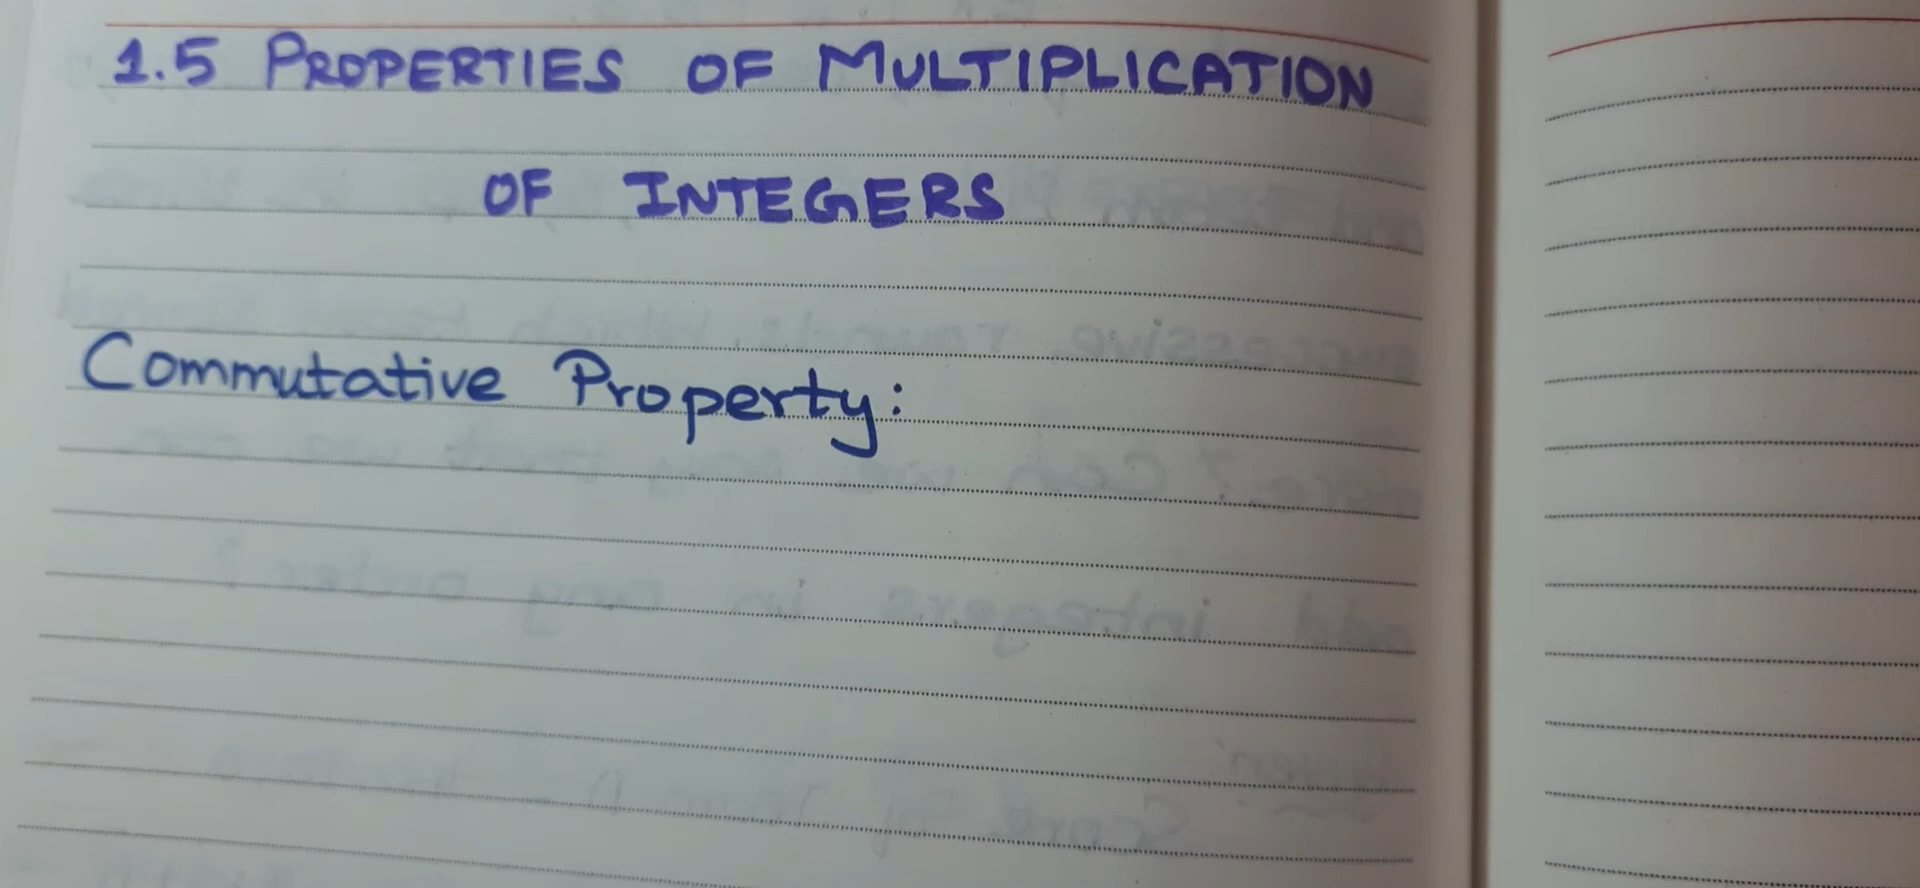 1.5 PROPERTIES OF MULTIPLICATION
OF INTEGERS
Commutative Property: